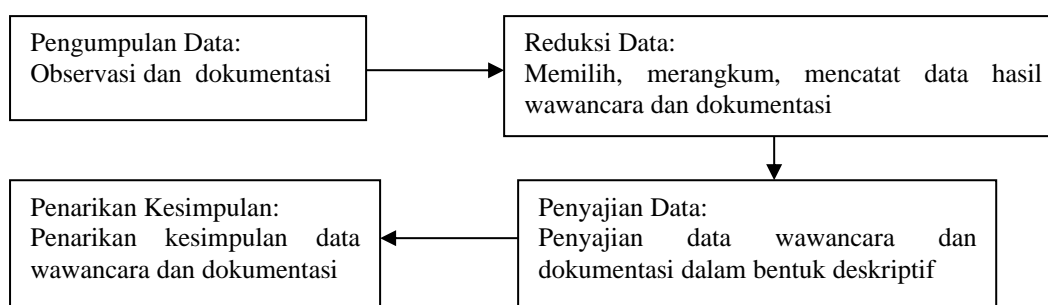 Pengumpulan Data:
Observasi dan dokumentasi
Reduksi Data:
Memilih, merangkum, mencatat data hasil
wawancara dan dokumentasi
Penarikan Kesimpulan:
Penarikan kesimpulan data
wawancara dan dokumentasi
Penyajian Data:
Penyajian data wawancara dan
dokumentasi dalam bentuk deskriptif